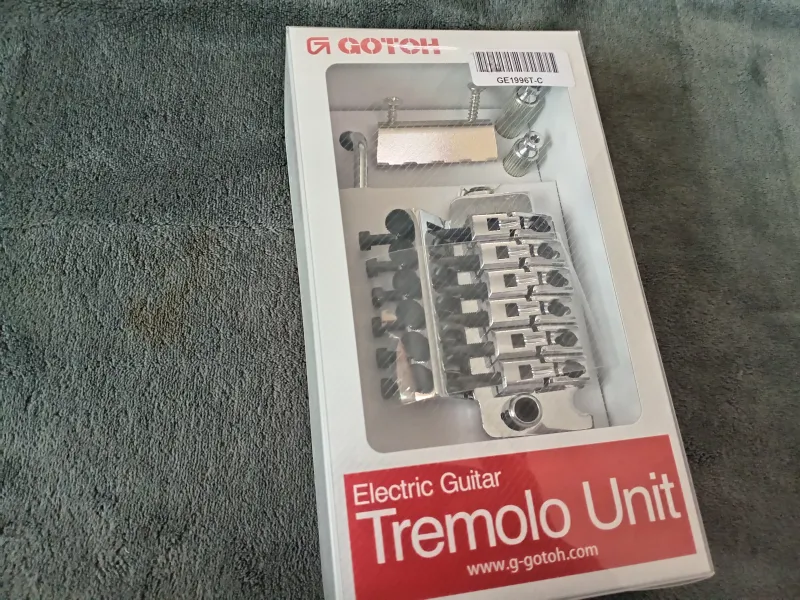 GOTOH
GE1996T-C
Electric Guitar
Tremolo Unit
www.g-gotoh.com